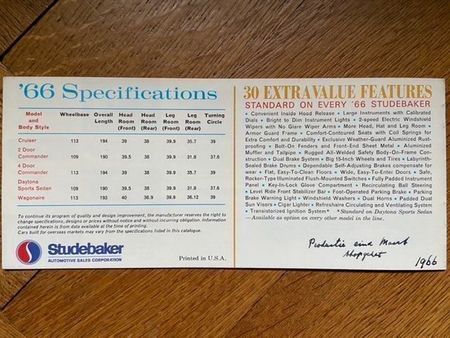 '66 Specifications
Model and Body Style Wheelbase Overall Length Head Room (Front) Head Room (Rear) Leg Room (Front) Leg Room (Rear) Turning Circle
Cruiser 113 194 39.5 38 39.9 35.7 39
2 Door Commander 109 190 39.5 38 39.9 31.8 37.6
4 Door Commander 109 190 39.5 38 39.9 31.8 37.6
Daytona Sports Sedan 109 190 39.5 38 39.9 31.8 37.6
Wagonaire 113 193 40 36.9 39.9 36.7 39
To continue its program of quality and design improvement, the manufacturer reserves the right to
change specifications, designs or prices without notice and without incurring obligation. Information
contained herein is from data available at the time of printing.
Cars built for overseas markets may vary from the specifications listed in this catalogue.
S
Studebaker
AUTOMOTIVE SALES CORPORATION
Printed in U.S.A.
30 EXTRA VALUE FEATURES
STANDARD ON EVERY '66 STUDEBAKER
• Convenient Inside Hood Release • Large Instruments with Calibrated
Dials • Bright to Dim Instrument Lights • 2-speed Electric Windshield
Wipers with No Glare Wiper Arms • More Head, Hat and Leg Room •
Armor Guard Frame • Comfort-Contoured Seats with Coil Springs for
Extra Comfort and Durability • Exclusive Weather-Guard Aluminized Rust-
proofing • Bolt-On Fenders and Front-End Sheet Metal • Aluminized
Muffler and Tailpipe • Rugged All-Welded Safety Body-On-Frame Con-
struction • Dual Brake System • Big 15-Inch Wheels and Tires • Labyrinth-
Sealed Brake Drums • Dependable Self-Adjusting Brakes compensate for
wear • Flat, Easy-To-Clean Floors • Wide, Easy-To-Enter Doors • Safe,
Rocker-Type Illuminated Flush-Mounted Switches • Fully Padded Instrument
Panel • Key-In-Lock Glove Compartment • Recirculating Ball Steering
• Level Ride Front Stabilizer Bar • Foot-Operated Parking Brake • Parking
Brake Warning Light • Windshield Washers • Dual Horns • Padded Dual
Sun Visors • Cigar Lighter • Refreshaire Circulating and Ventilating System
• Transistorized Ignition System* *Standard on Daytona Sports Sedan
—Available as option on every other model in the line.
1966